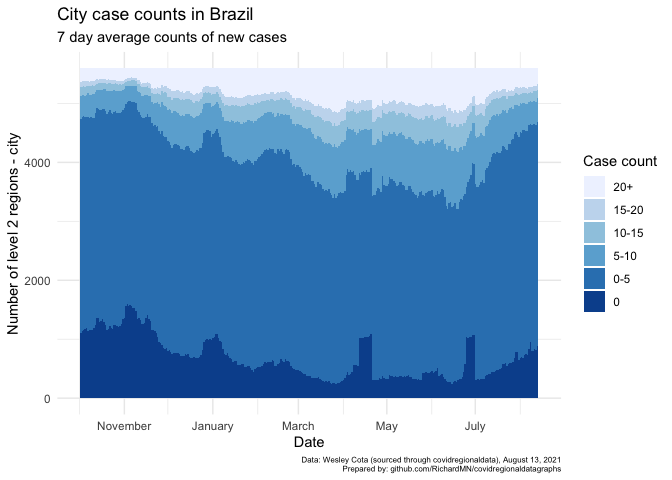 City case counts in Brazil
7 day average counts of new cases
Number of level 2 regions - city
4000
2000
0
November
January
March
May
July
Date
Case count
20+
15-20
10-15
5-10
0-5
0
Data: Wesley Cota (sourced through covidregionaldata), August 13, 2021
Prepared by: github.com/RichardMN/covidregionaldatagraphs